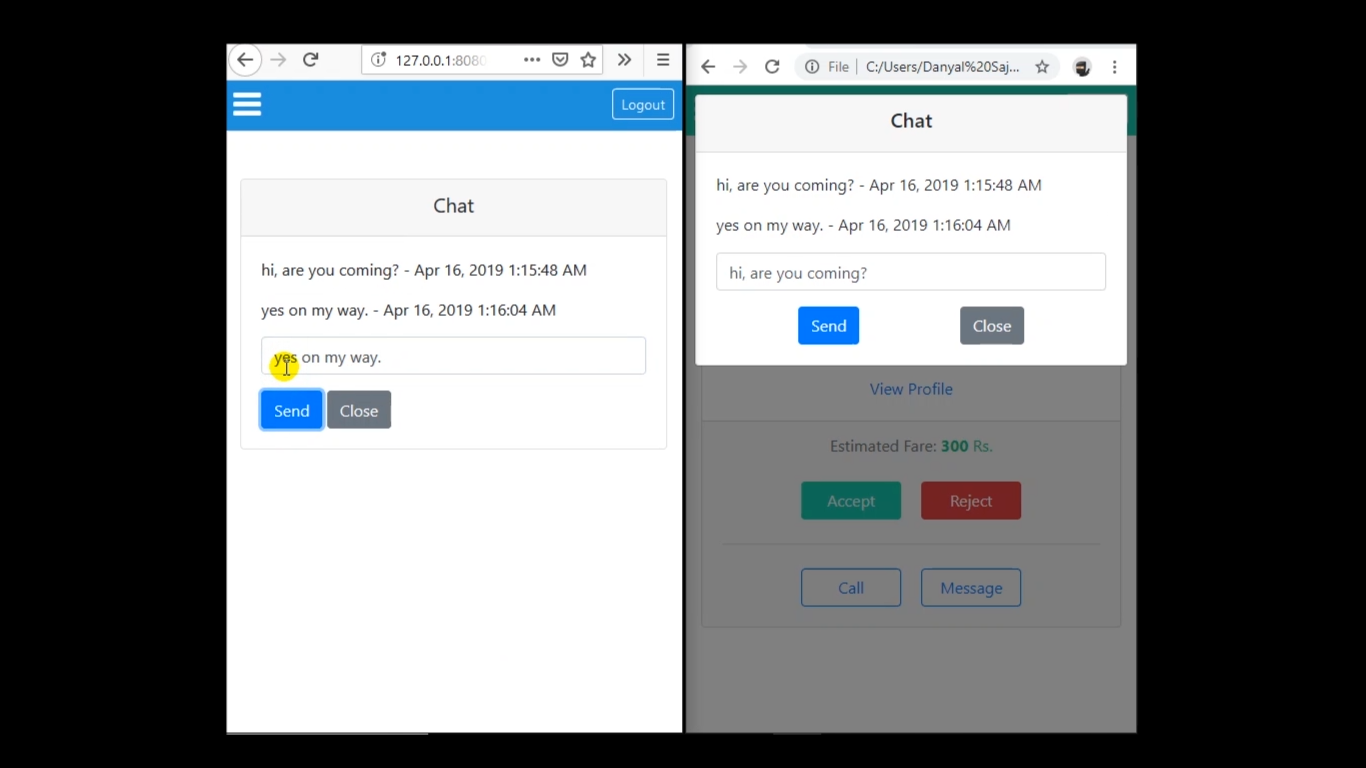 127.0.0.1:8080
Logout
Chat
hi, are you coming? - Apr 16, 2019 1:15:48 AM
yes on my way. - Apr 16, 2019 1:16:04 AM
yes on my way.
Send
Close
File
C:/Users/Danyal%20Saj...
Chat
hi, are you coming? - Apr 16, 2019 1:15:48 AM
yes on my way. - Apr 16, 2019 1:16:04 AM
hi, are you coming?
Send
Close
View Profile
Estimated Fare: 300 Rs.
Accept
Reject
Call
Message